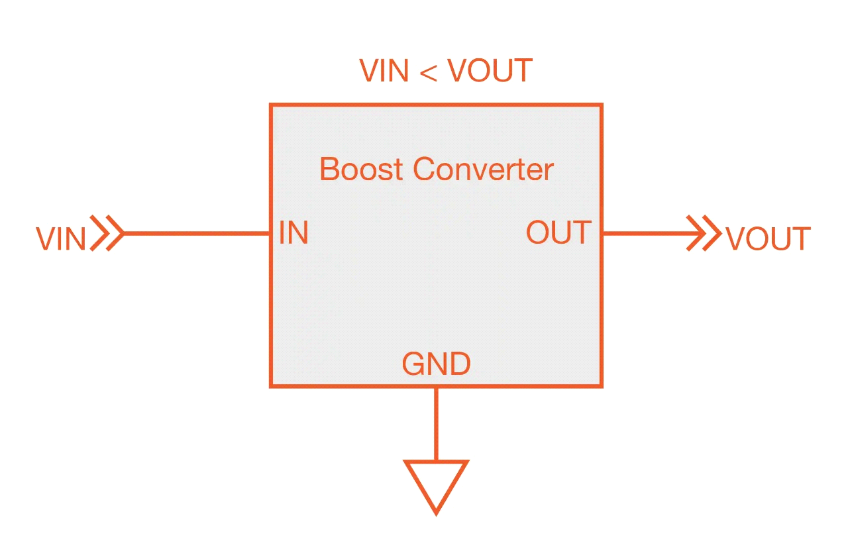 VIN < VOUT
Boost Converter
VIN
IN
OUT
VOUT
GND